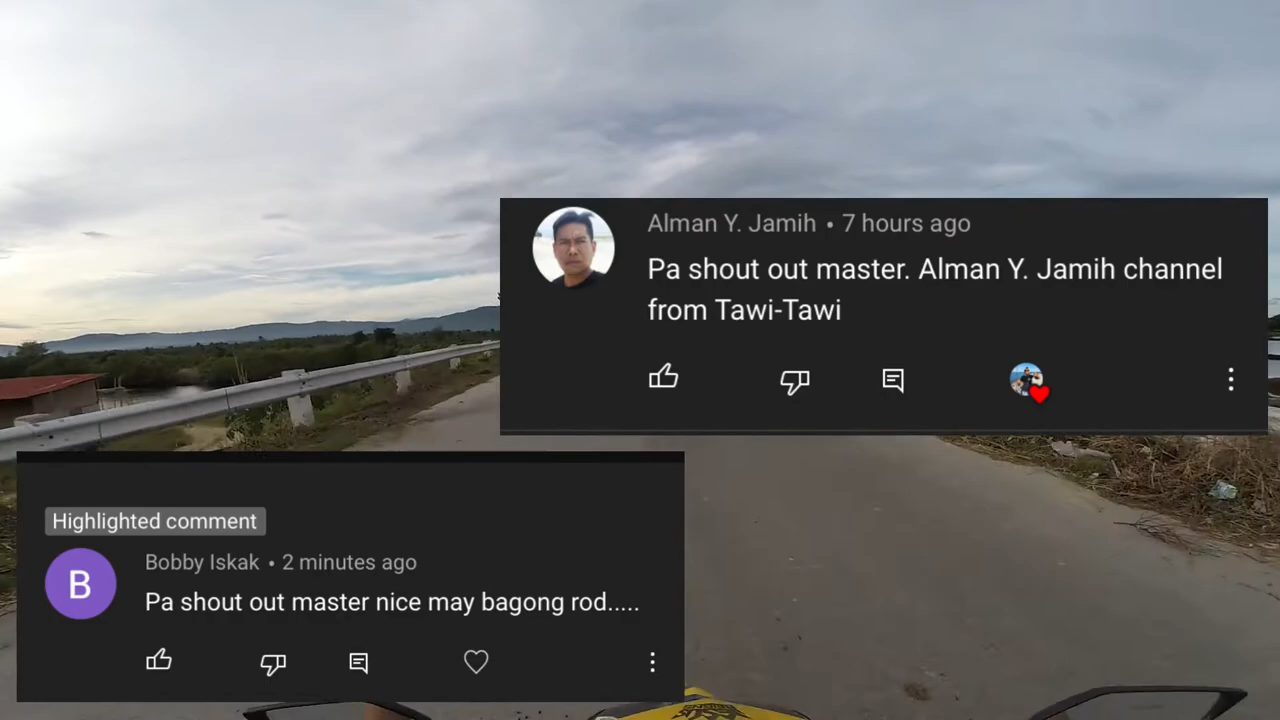 Alman Y. Jamih • 7 hours ago
Pa shout out master. Alman Y. Jamih channel
from Tawi-Tawi
Highlighted comment
B
Bobby Iskak • 2 minutes ago
Pa shout out master nice may bagong rod.....